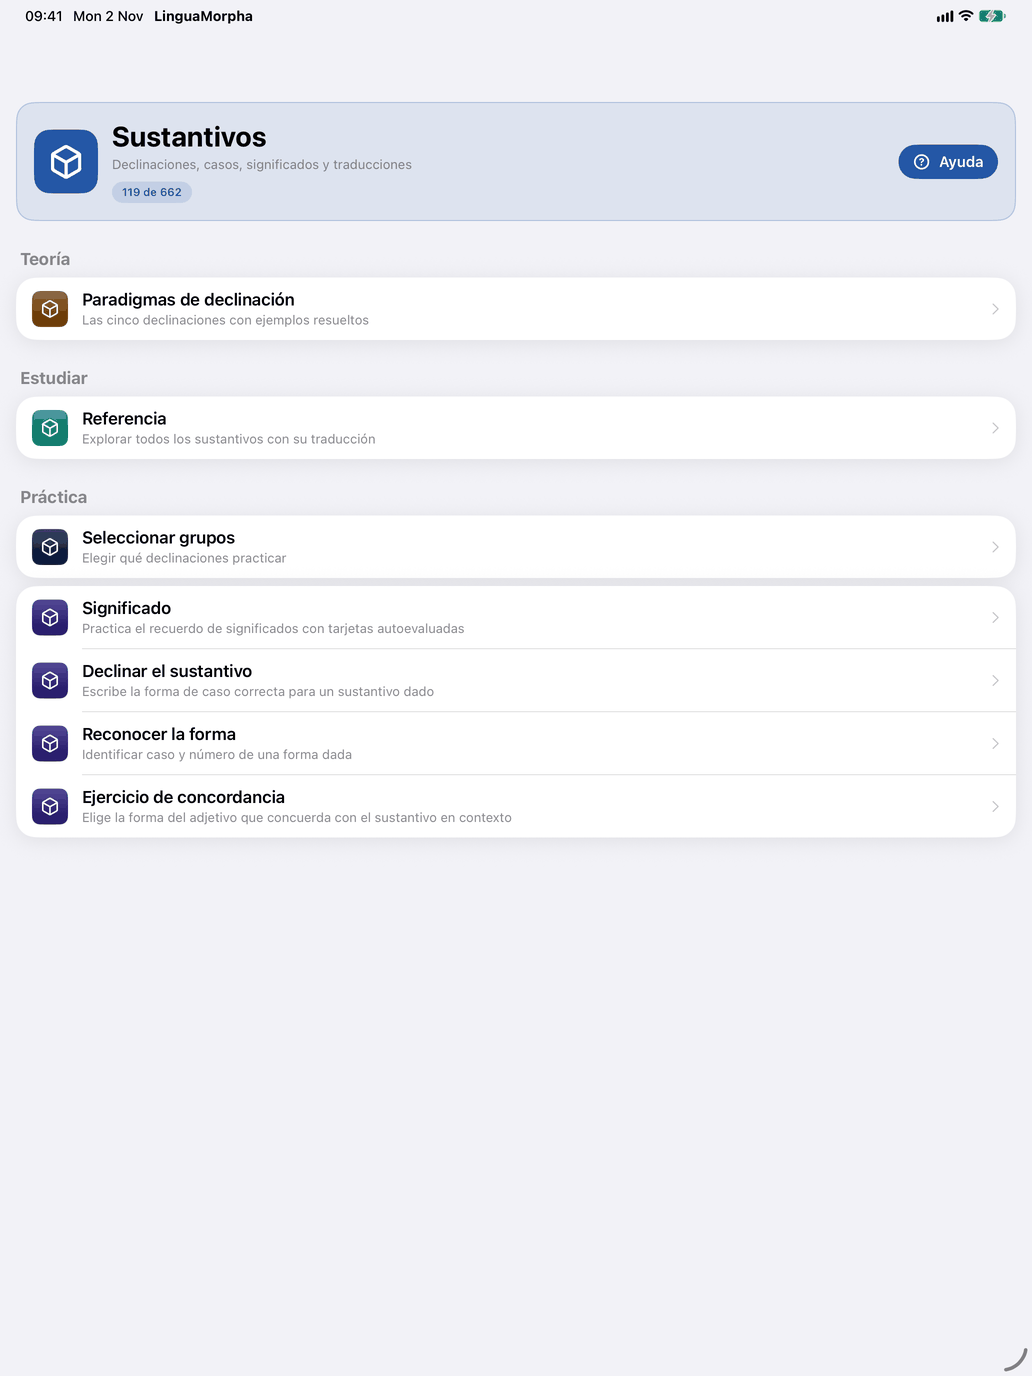 09:41 Mon 2 Nov LinguaMorpha
Sustantivos
Declinaciones, casos, significados y traducciones
119 de 662
Ayuda
Teoría
Paradigmas de declinación
Las cinco declinaciones con ejemplos resueltos
Estudiar
Referencia
Explorar todos los sustantivos con su traducción
Práctica
Seleccionar grupos
Elegir qué declinaciones practicar
Significado
Practica el recuerdo de significados con tarjetas autoevaluadas
Declinar el sustantivo
Escribe la forma de caso correcta para un sustantivo dado
Reconocer la forma
Identificar caso y número de una forma dada
Ejercicio de concordancia
Elige la forma del adjetivo que concuerda con el sustantivo en contexto